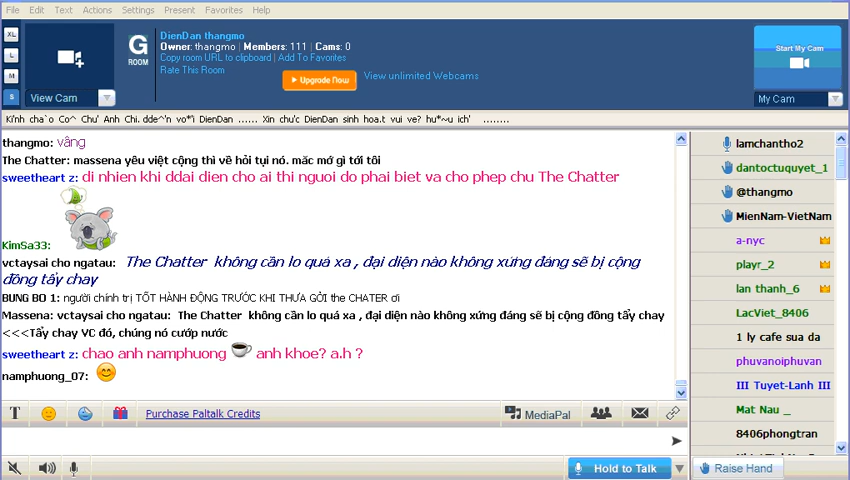 File Edit Text Actions Settings Present Favorites Help
XL
L
M
S
View Cam
G
ROOM
DienDan thangmo
Owner: thangmo | Members: 111 | Cams: 0
Copy room URL to clipboard | Add To Favorites
Rate This Room
Upgrade Now
View unlimited Webcams
Start My Cam
My Cam
Ki'nh cha`o Co^ Chu' Anh Chi. dde^'n vo*'i DienDan ...... Xin chu'c DienDan sinh hoa.t vui ve? hu*~u ich' ........
thangmo: vâng
The Chatter: massena yêu việt cộng thì về hỏi tụi nó. măc mớ gì tới tôi
sweetheart z: di nhien khi ddai dien cho ai thi nguoi do phai biet va cho phep chu The Chatter
KimSa33:
vctaysai cho ngatau: The Chatter không cần lo quá xa , đại diện nào không xứng đáng sẽ bị cộng
đồng tẩy chay
BUNG BO 1: người chính trị TỐT HÀNH ĐỘNG TRƯỚC KHI THƯA GỞI the CHATER ơi
Massena: vctaysai cho ngatau: The Chatter không cần lo quá xa , đại diện nào không xứng đáng sẽ bị cộng đồng tẩy chay
<<<Tẩy chay VC đó, chúng nó cướp nước
sweetheart z: chao anh namphuong anh khoe? a.h ?
namphuong_07:
T
Purchase Paltalk Credits
MediaPal
Hold to Talk
lamchantho2
dantoctuquyet_1
@thangmo
MienNam-VietNam
a-nyc
playr_2
lan thanh_6
LacViet_8406
1 ly cafe sua da
phuvanoiphuvan
III Tuyet-Lanh III
Mat Nau _
8406phongtran
Raise Hand